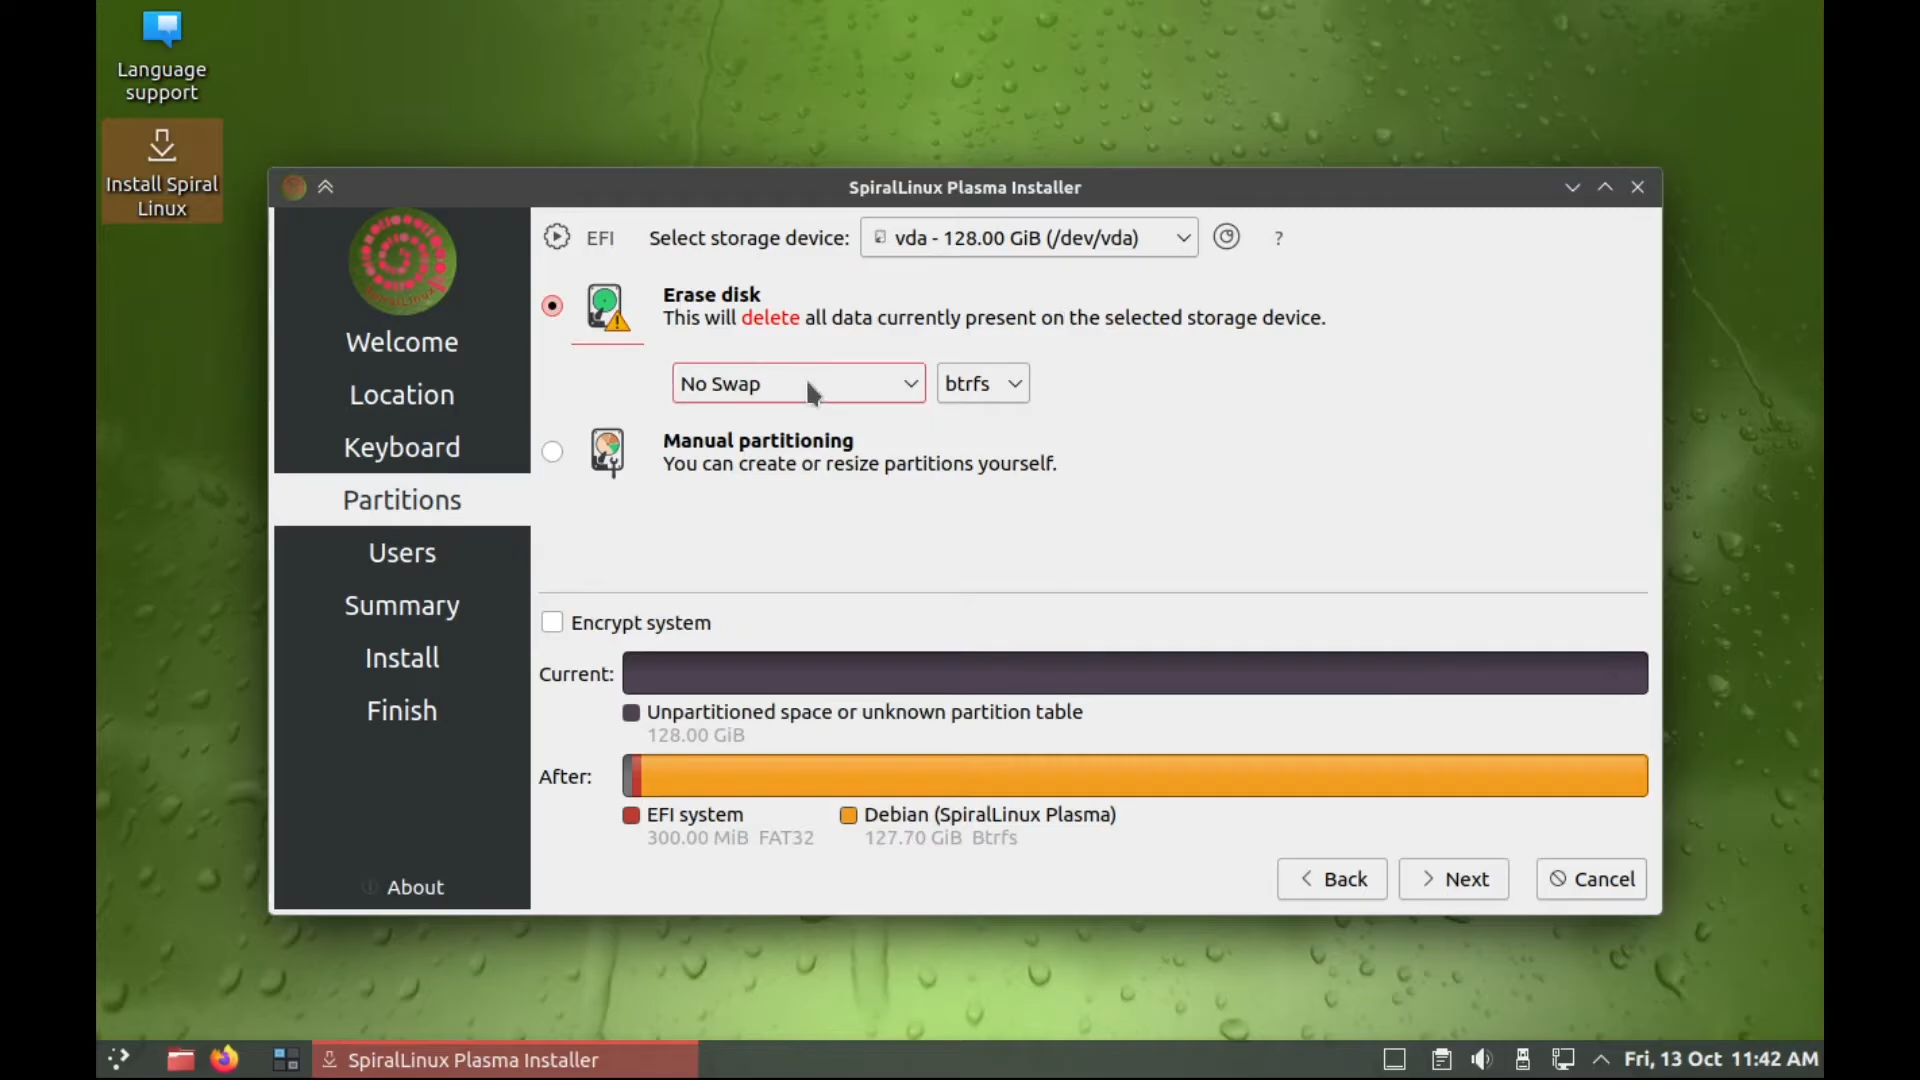 Language
support
Install Spiral
Linux
SpiralLinux Plasma Installer
SpiralLinux
Welcome
Location
Keyboard
Partitions
Users
Summary
Install
Finish
About
EFI
Select storage device:
vda - 128.00 GiB (/dev/vda)
?
Erase disk
This will delete all data currently present on the selected storage device.
No Swap
btrfs
Manual partitioning
You can create or resize partitions yourself.
Encrypt system
Current:
Unpartitioned space or unknown partition table
128.00 GiB
After:
EFI system
300.00 MiB FAT32
Debian (SpiralLinux Plasma)
127.70 GiB Btrfs
Back
Next
Cancel
SpiralLinux Plasma Installer
Fri, 13 Oct 11:42 AM